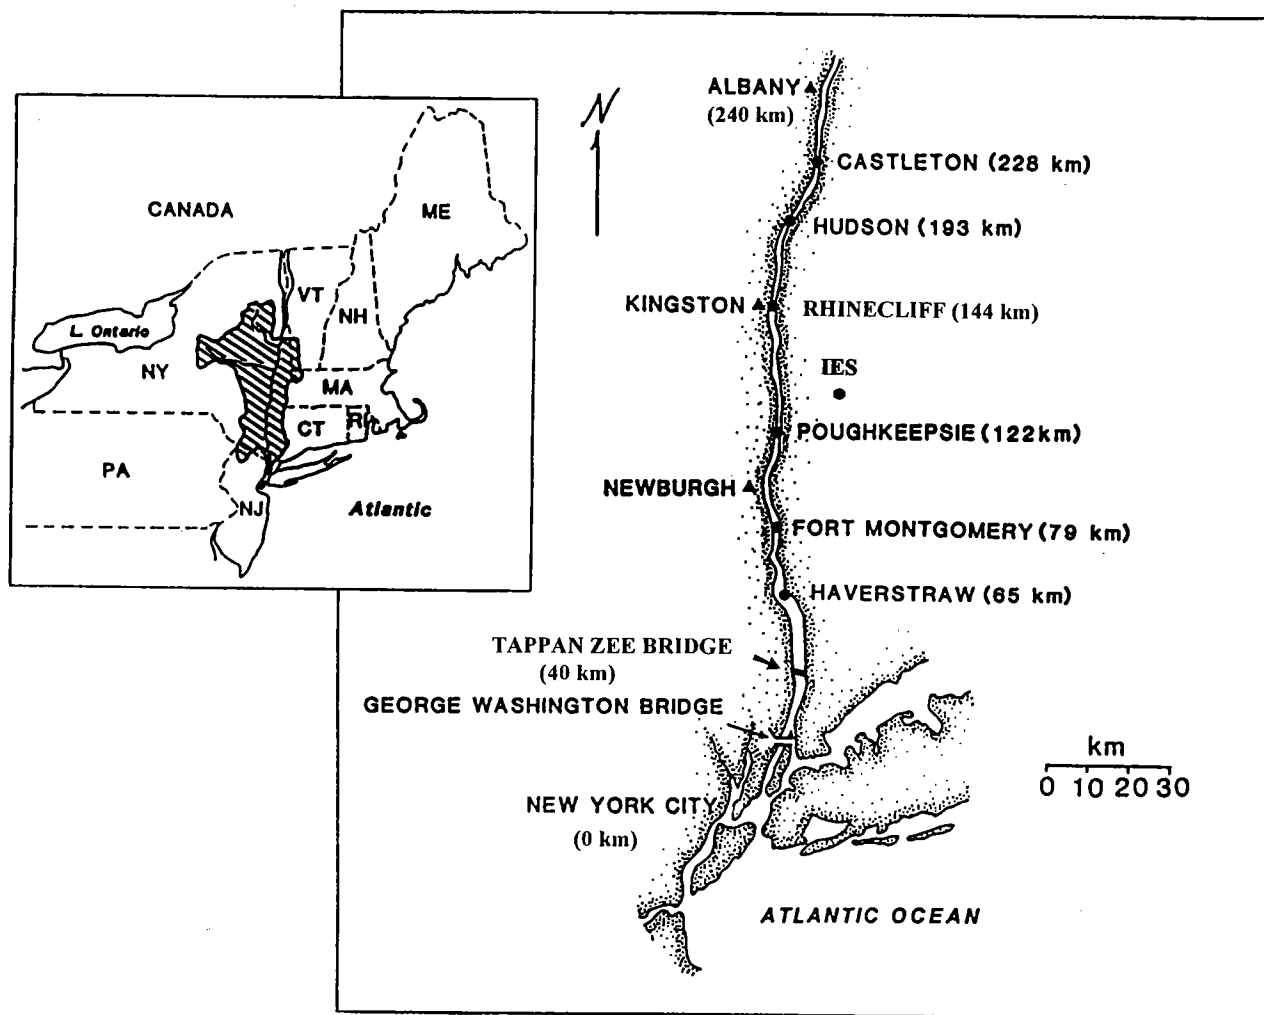 CANADA
ME
VT
NH
L. Ontario
NY
MA
CT
RI
PA
NJ
Atlantic
N
ALBANY
(240 km)
CASTLETON (228 km)
HUDSON (193 km)
KINGSTON
RHINECLIFF (144 km)
IES
POUGHKEEPSIE (122km)
NEWBURGH
FORT MONTGOMERY (79 km)
HAVERSTRAW (65 km)
TAPPAN ZEE BRIDGE
(40 km)
GEORGE WASHINGTON BRIDGE
km
0 10 20 30
NEW YORK CITY
(0 km)
ATLANTIC OCEAN